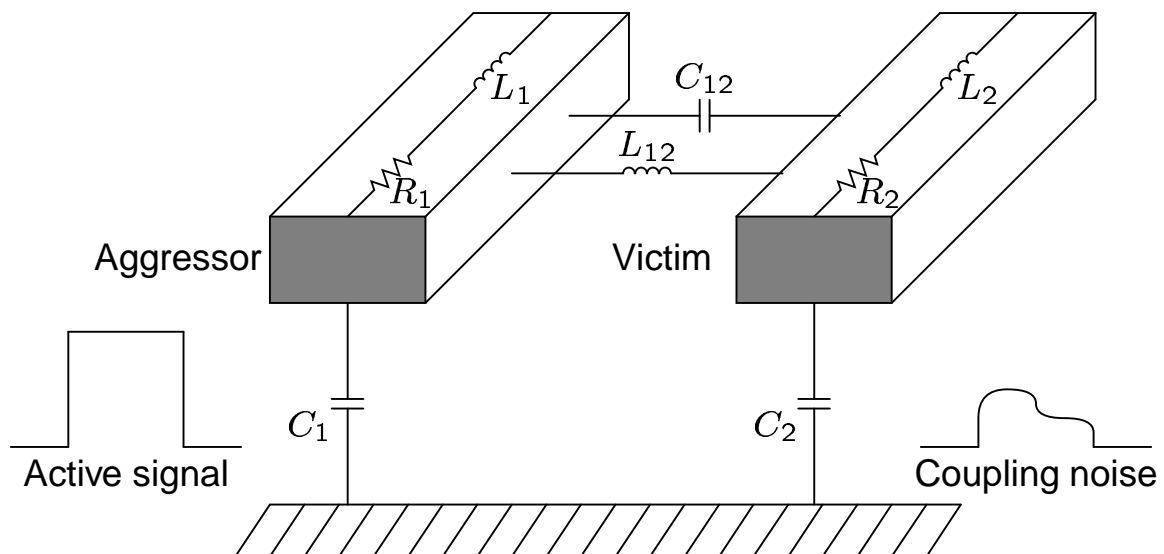 C₁₂
L₁
L₂
L₁₂
R₁
R₂
Aggressor
Victim
C₁
C₂
Active signal
Coupling noise